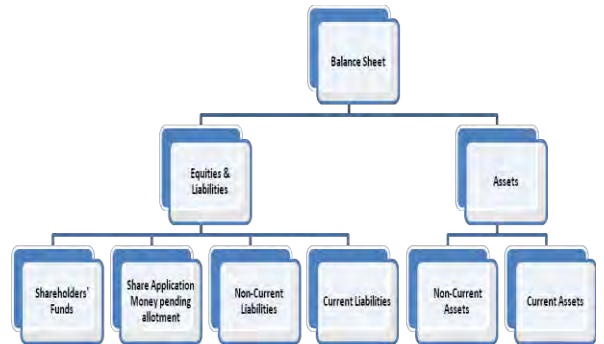 Balance Sheet
Equities &
Liabilities
Assets
Shareholders'
Funds
Share Application
Money pending
allotment
Non-Current
Liabilities
Current Liabilities
Non-Current
Assets
Current Assets